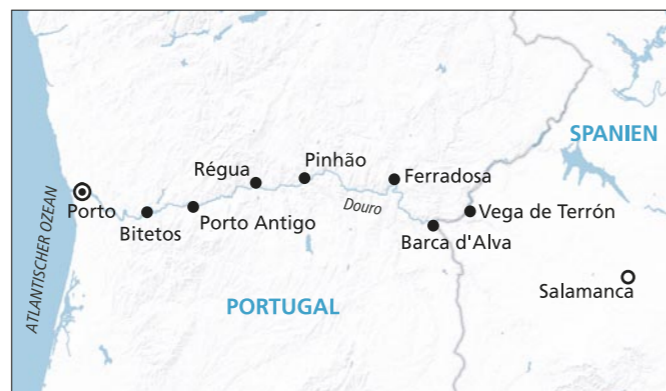 SPANIEN
Pinhão
Régua
Ferradosa
Porto
Bitetos
Porto Antigo
Douro
Vega de Terrón
Barca d'Alva
ATLANTISCHER OZEAN
PORTUGAL
Salamanca